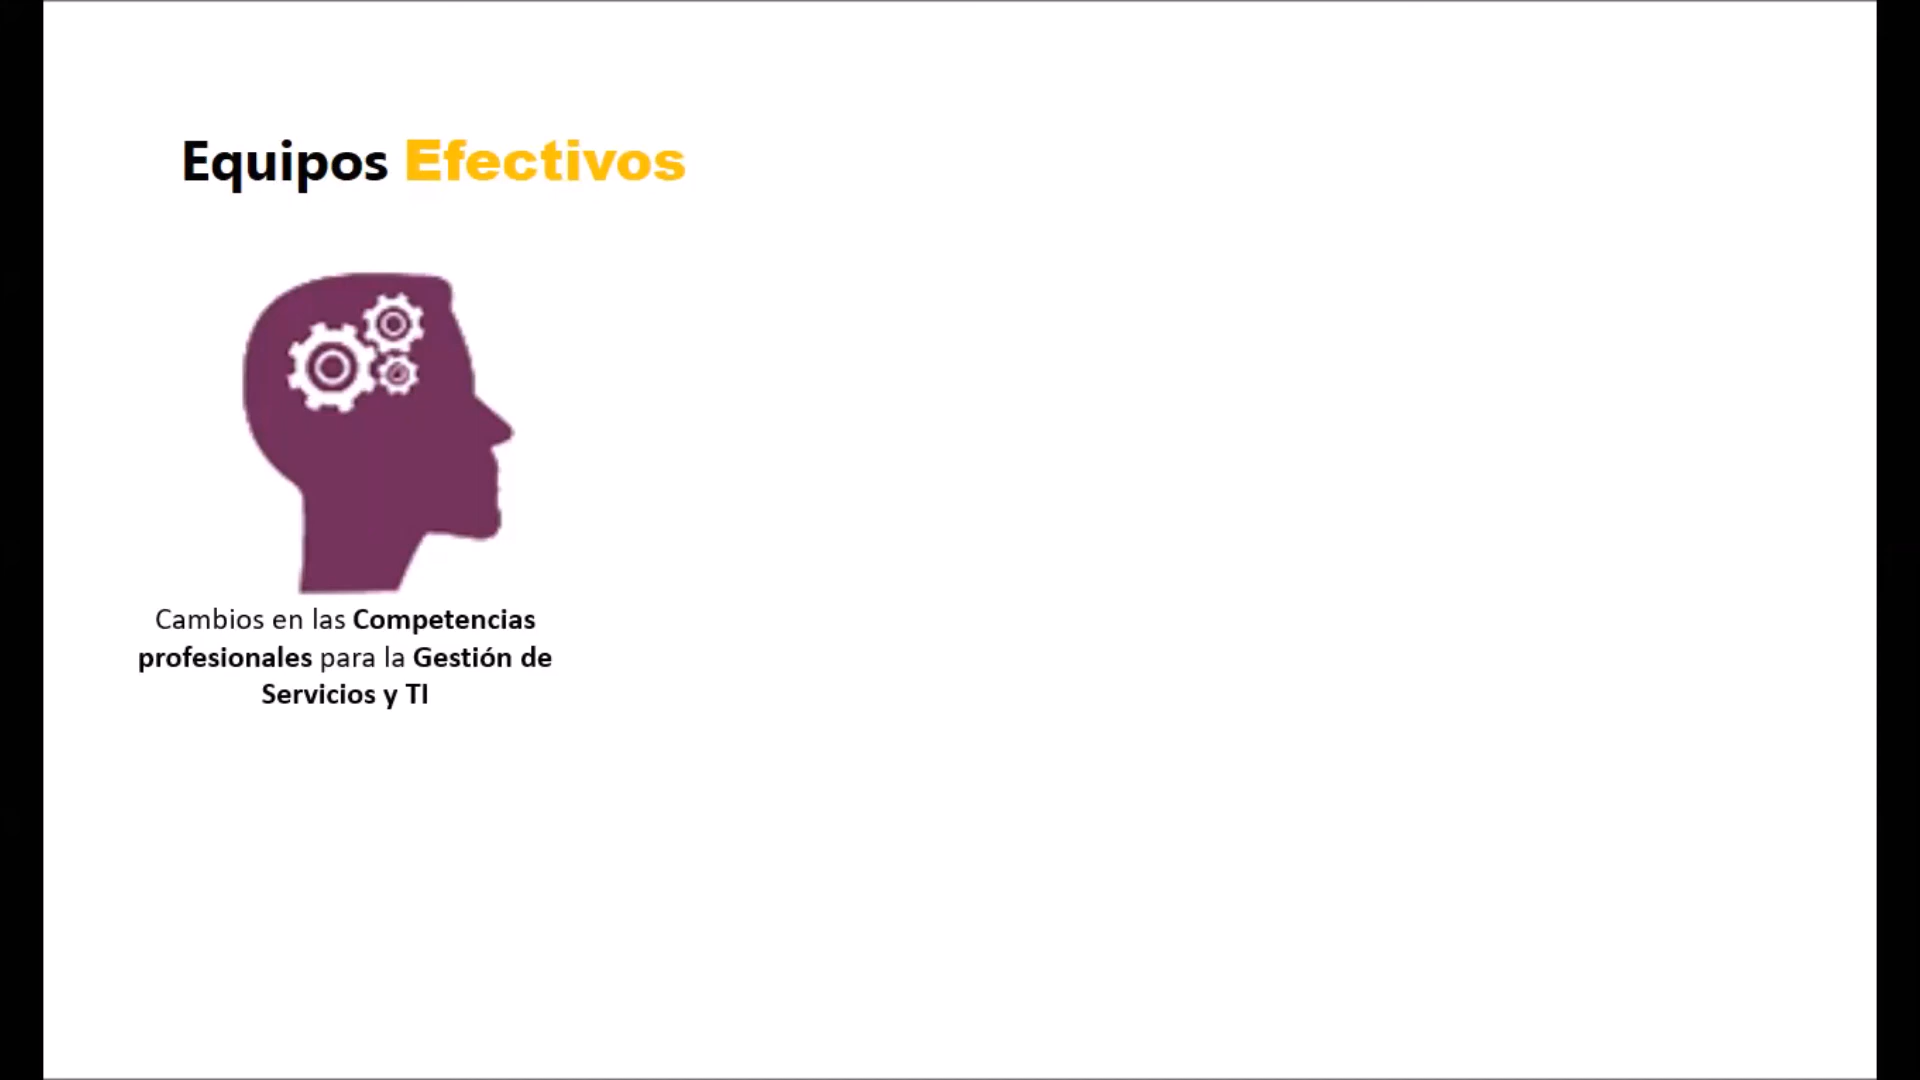 Equipos Efectivos
Cambios en las Competencias
profesionales para la Gestión de
Servicios y TI